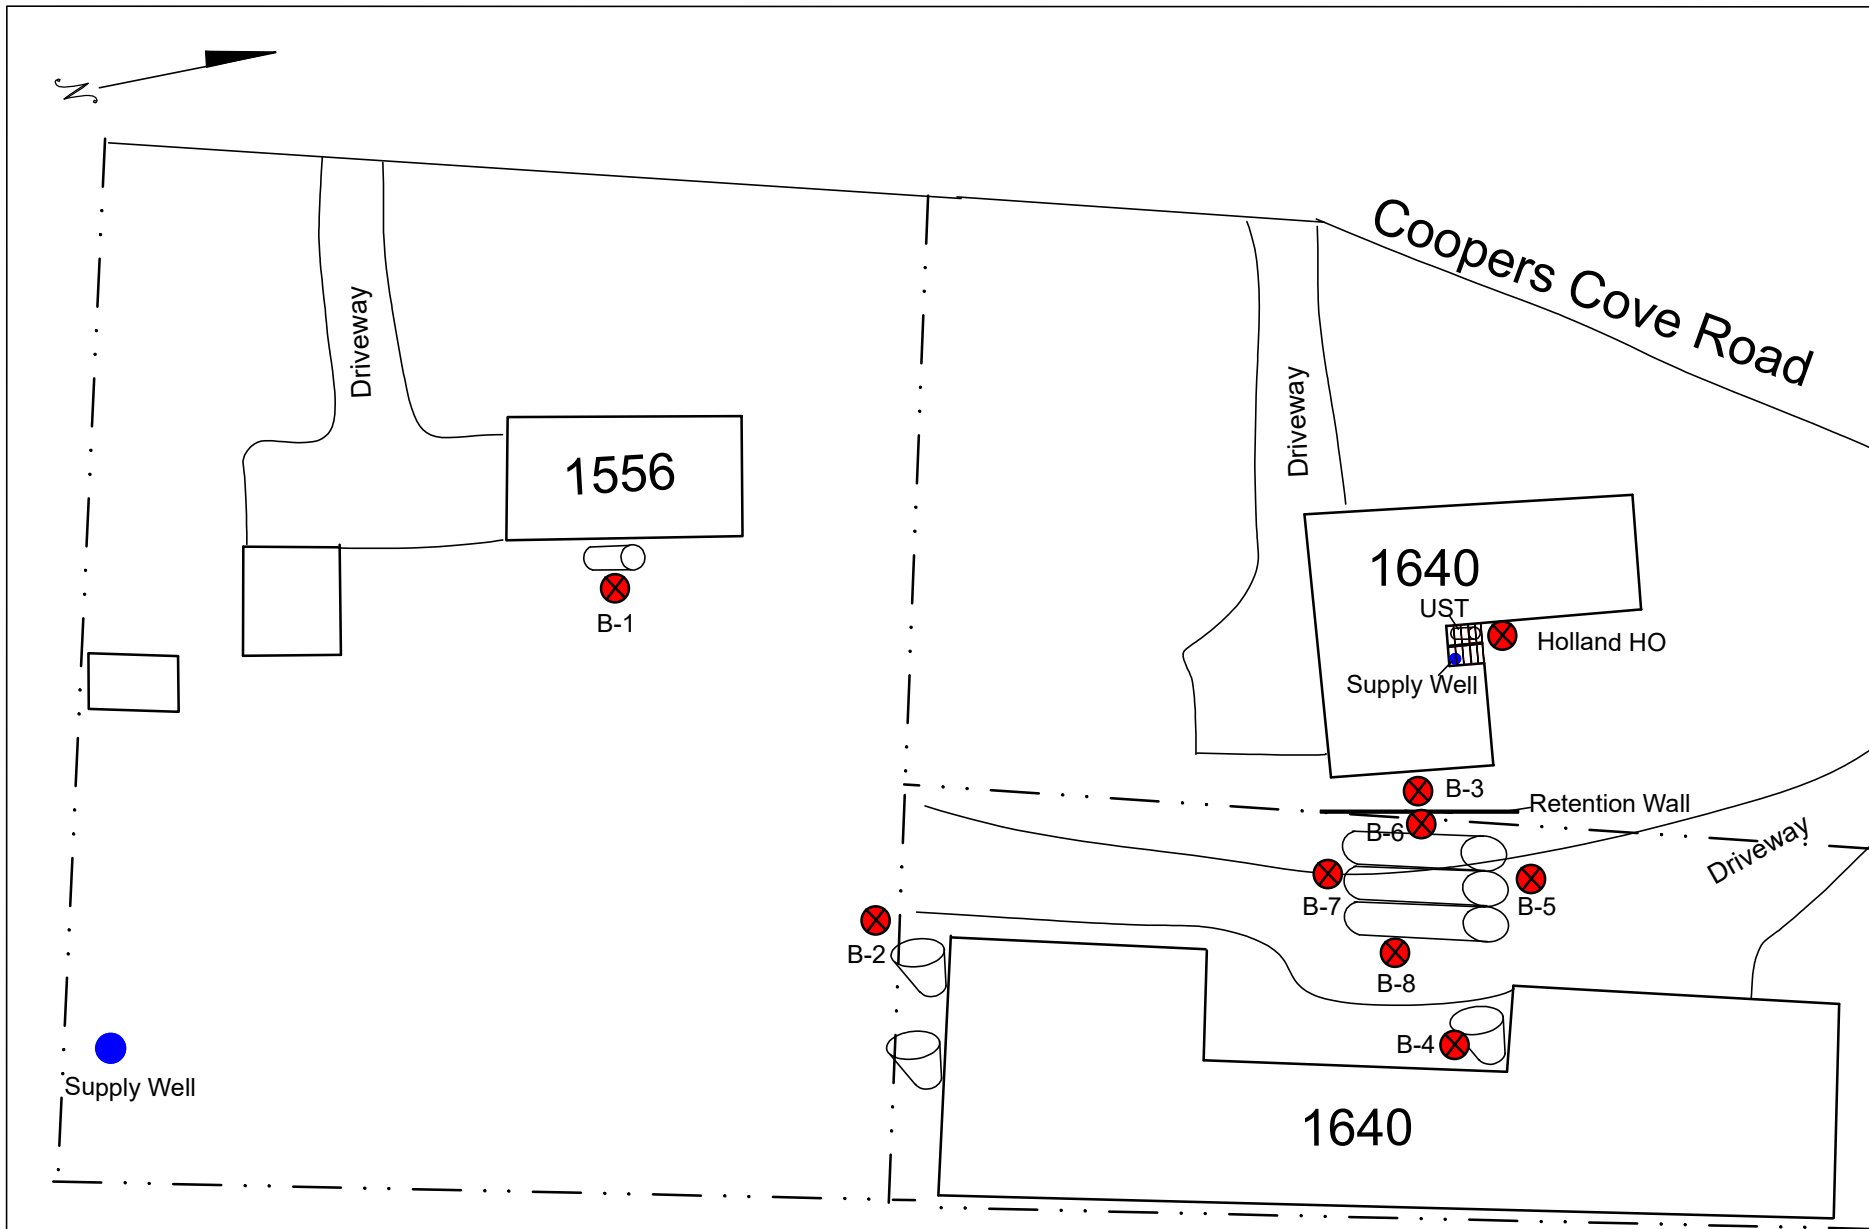 N
Coopers Cove Road
Driveway
Driveway
1556
B-1
1640
UST
Holland HO
Supply Well
B-3
Retention Wall
B-6
Driveway
B-7
B-5
B-2
B-8
B-4
Supply Well
1640